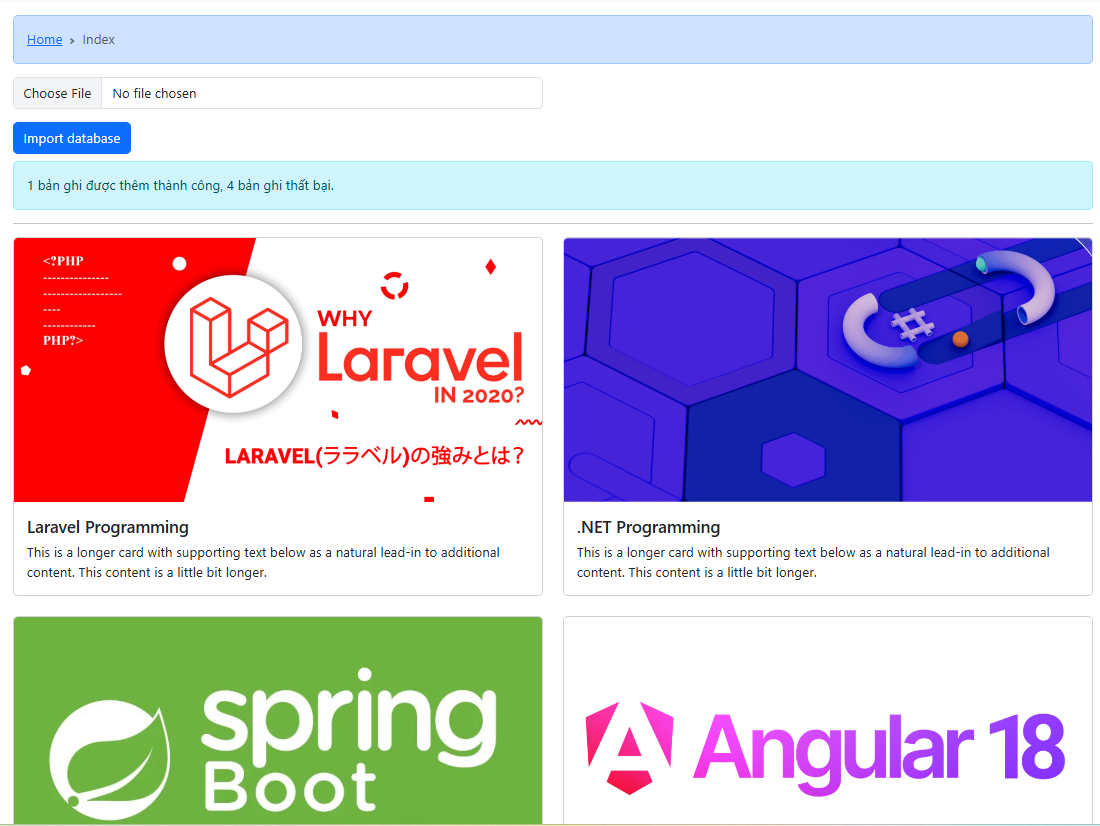 Home › Index
Choose File No file chosen
Import database
1 bản ghi được thêm thành công, 4 bản ghi thất bại.
<?PHP
---------------
------------------
----
------------
PHP?>
WHY
Laravel
IN 2020?
LARAVEL(ララベル)の強みとは?
Laravel Programming
This is a longer card with supporting text below as a natural lead-in to additional
content. This content is a little bit longer.
.NET Programming
This is a longer card with supporting text below as a natural lead-in to additional
content. This content is a little bit longer.
spring
Boot
Angular 18